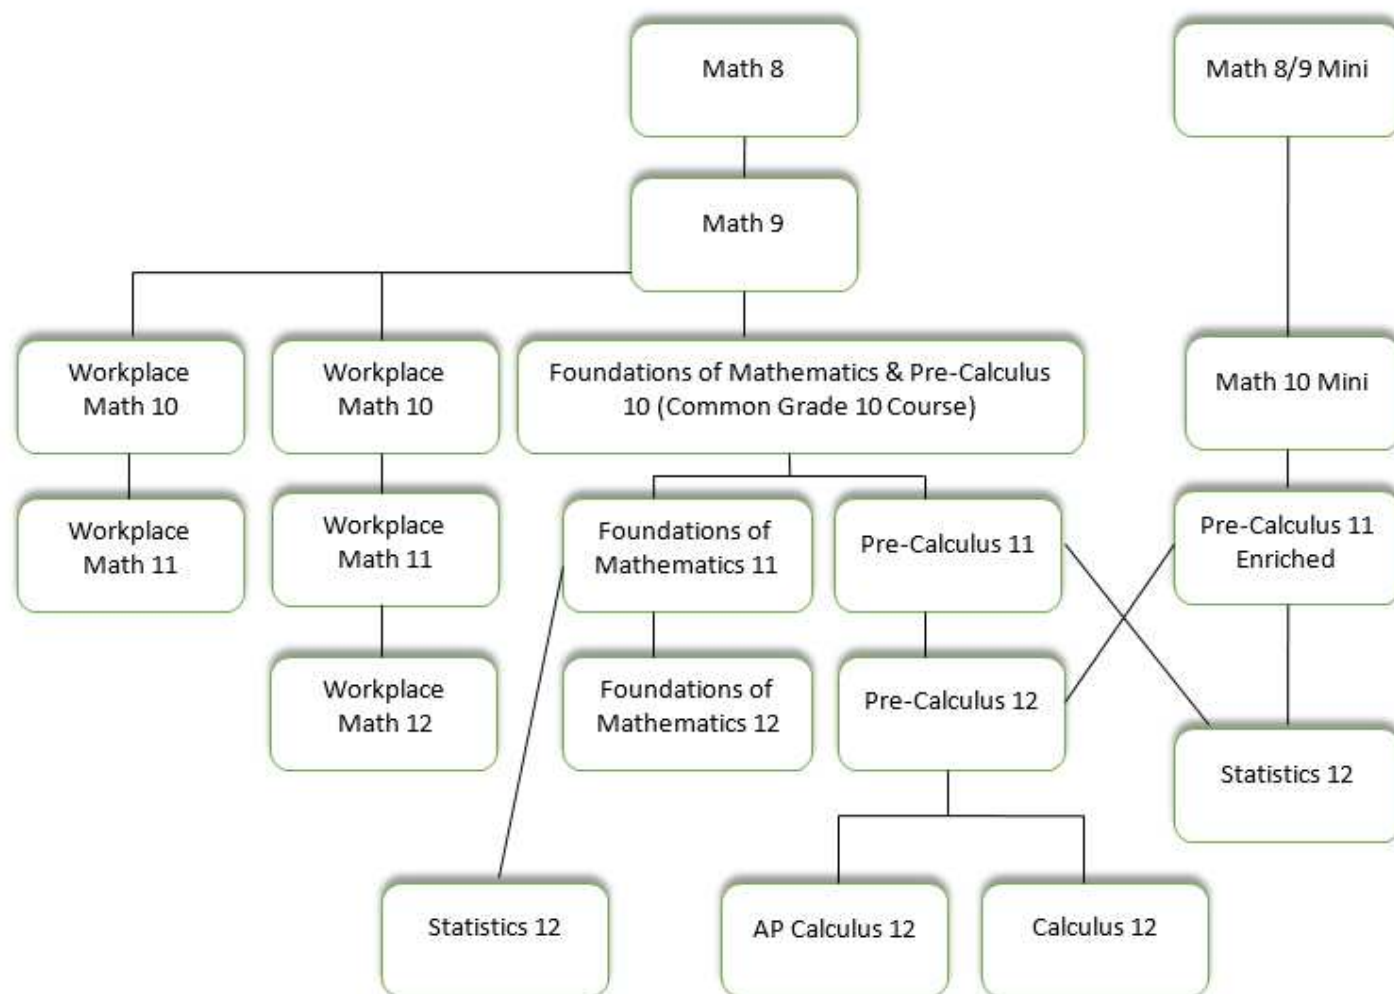 Math 8
Math 8/9 Mini
Math 9
Workplace
Math 10
Workplace
Math 10
Foundations of Mathematics & Pre-Calculus
10 (Common Grade 10 Course)
Math 10 Mini
Workplace
Math 11
Workplace
Math 11
Foundations of
Mathematics 11
Pre-Calculus 11
Pre-Calculus 11
Enriched
Workplace
Math 12
Foundations of
Mathematics 12
Pre-Calculus 12
Statistics 12
Statistics 12
AP Calculus 12
Calculus 12